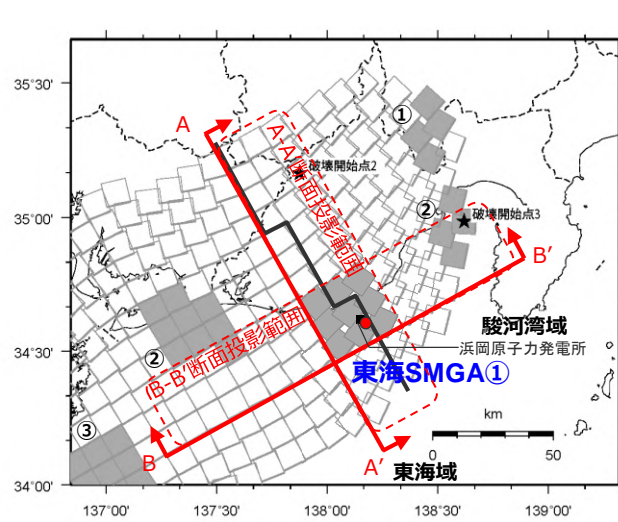 35°30'
35°00'
34°30'
34°00'
137°00'
137°30'
138°00'
138°30'
139°00'
A
A'
B
B'
A-A'断面投影範囲
(B-B'断面投影範囲
①
②
②
③
破壊開始点2
破壊開始点3
駿河湾域
浜岡原子力発電所
東海SMGA①
東海域
km
0
50